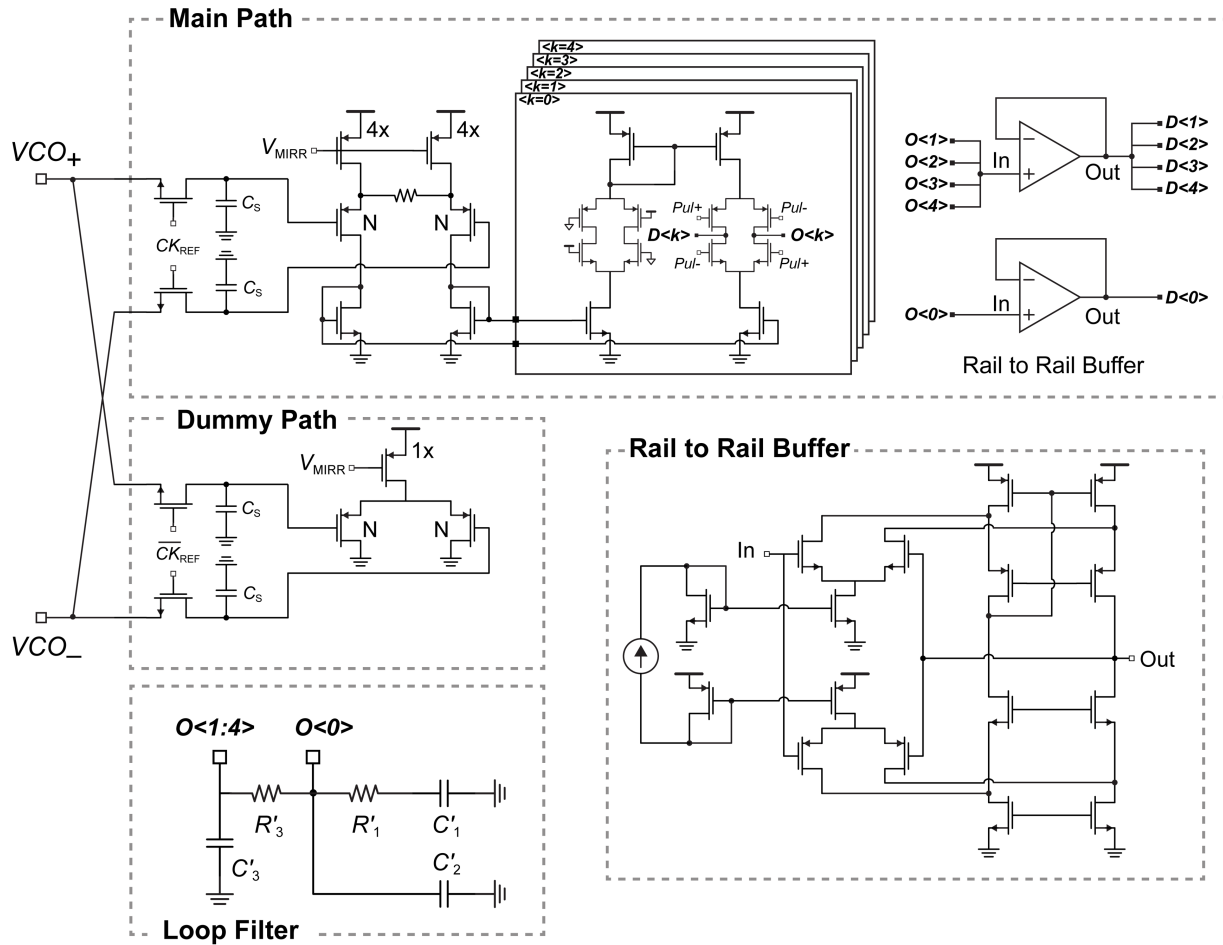 Main Path
<k=4>
<k=3>
<k=2>
<k=1>
<k=0>
4x 4x
VMIRR
VCO+
CS
N N
CKREF
CS
Pul+ Pul-
D<k> O<k>
Pul- Pul+
O<1>
O<2>
O<3>
O<4>
In
Out
D<1>
D<2>
D<3>
D<4>
O<0>
In
Out
D<0>
Rail to Rail Buffer
Dummy Path
1x
VMIRR
CS
N N
C̅K̅REF
CS
VCO_
Rail to Rail Buffer
In
Out
O<1:4> O<0>
R'3 R'1 C'1
C'3 C'2
Loop Filter